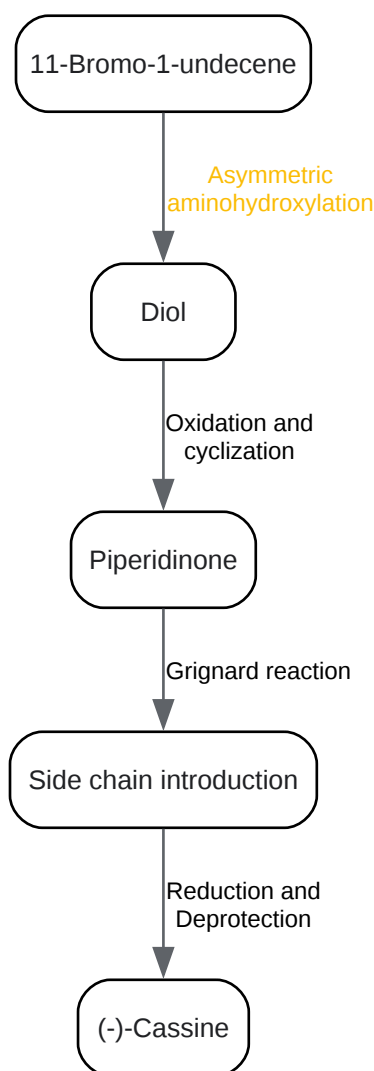 11-Bromo-1-undecene
Asymmetric
aminohydroxylation
Diol
Oxidation and
cyclization
Piperidinone
Grignard reaction
Side chain introduction
Reduction and
Deprotection
(-)-Cassine